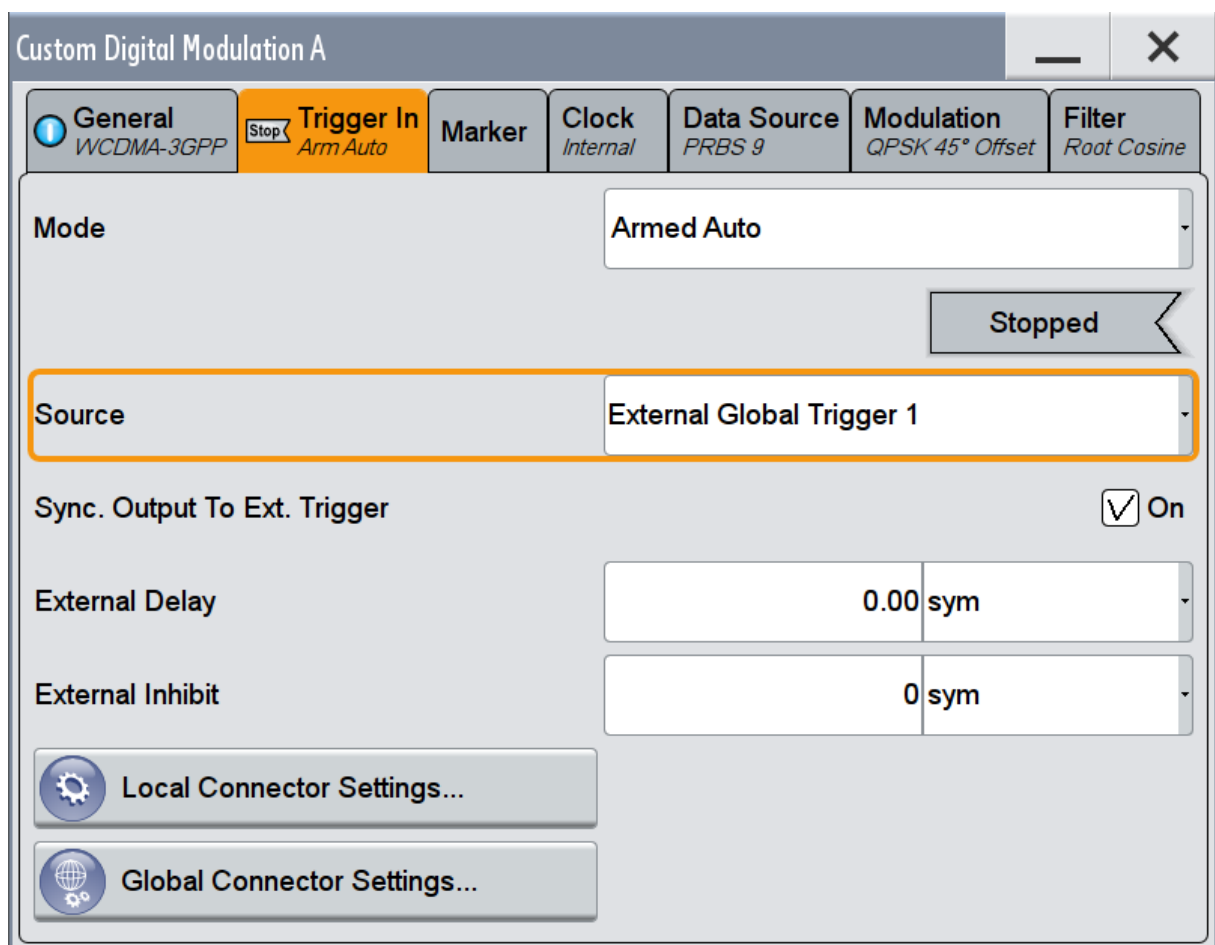 Custom Digital Modulation A
General
WCDMA-3GPP
Stop
Trigger In
Arm Auto
Marker
Clock
Internal
Data Source
PRBS 9
Modulation
QPSK 45° Offset
Filter
Root Cosine
Mode
Armed Auto
Stopped
Source
External Global Trigger 1
Sync. Output To Ext. Trigger
On
External Delay
0.00 sym
External Inhibit
0 sym
Local Connector Settings...
Global Connector Settings...